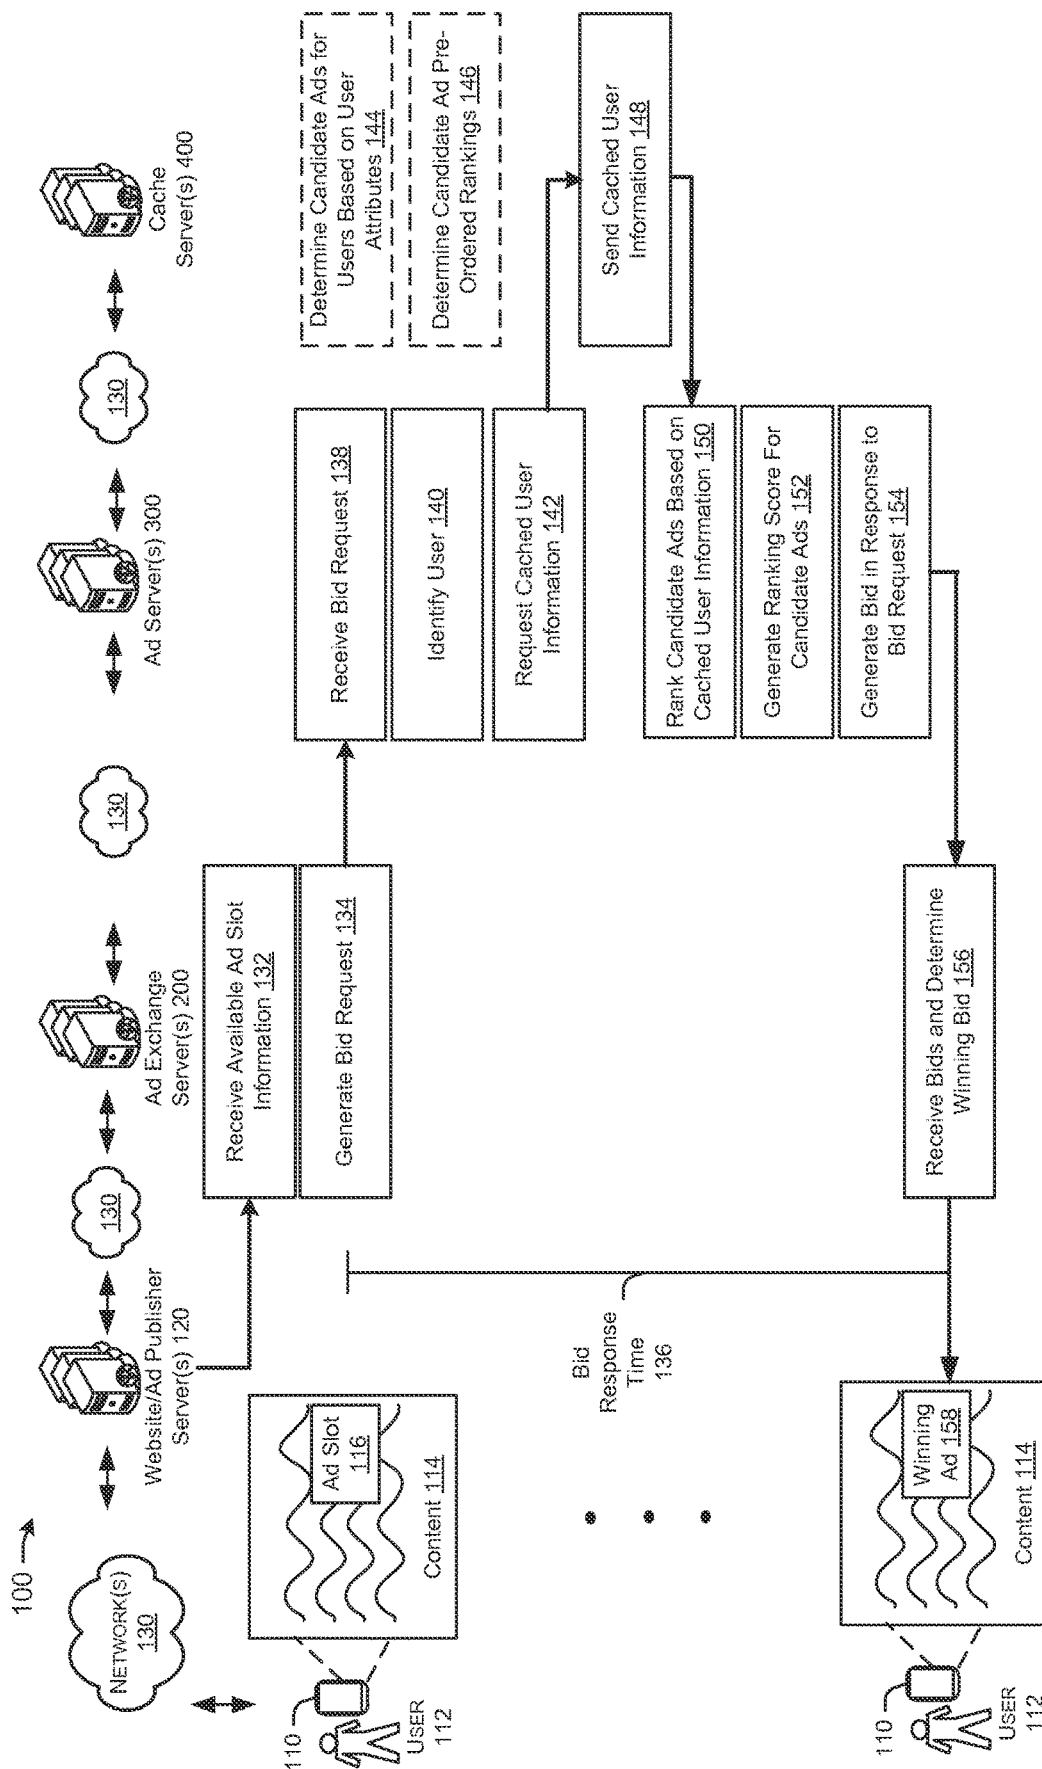 100
NETWORK(S)
130
Website/Ad Publisher
Server(s) 120
130
Ad Exchange
Server(s) 200
130
Ad Server(s) 300
130
Cache
Server(s) 400
110
USER
112
Ad Slot
116
Content 114
Receive Available Ad Slot
Information 132
Generate Bid Request 134
Receive Bid Request 138
Identify User 140
Request Cached User
Information 142
Determine Candidate Ads for
Users Based on User
Attributes 144
Determine Candidate Ad Pre-
Ordered Rankings 146
Send Cached User
Information 148
Rank Candidate Ads Based on
Cached User Information 150
Generate Ranking Score For
Candidate Ads 152
Generate Bid in Response to
Bid Request 154
Bid
Response
Time
136
Receive Bids and Determine
Winning Bid 156
110
USER
112
Winning
Ad 158
Content 114